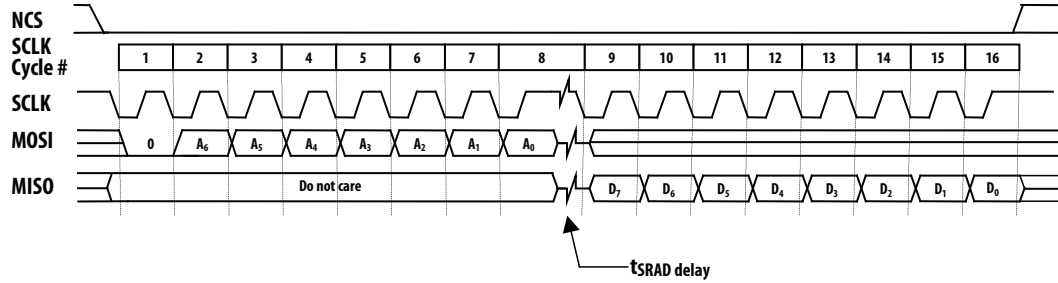 NCS
SCLK
Cycle #
1 2 3 4 5 6 7 8 9 10 11 12 13 14 15 16
SCLK
MOSI
0 A6 A5 A4 A3 A2 A1 A0
MISO
Do not care
D7 D6 D5 D4 D3 D2 D1 D0
tSRAD delay